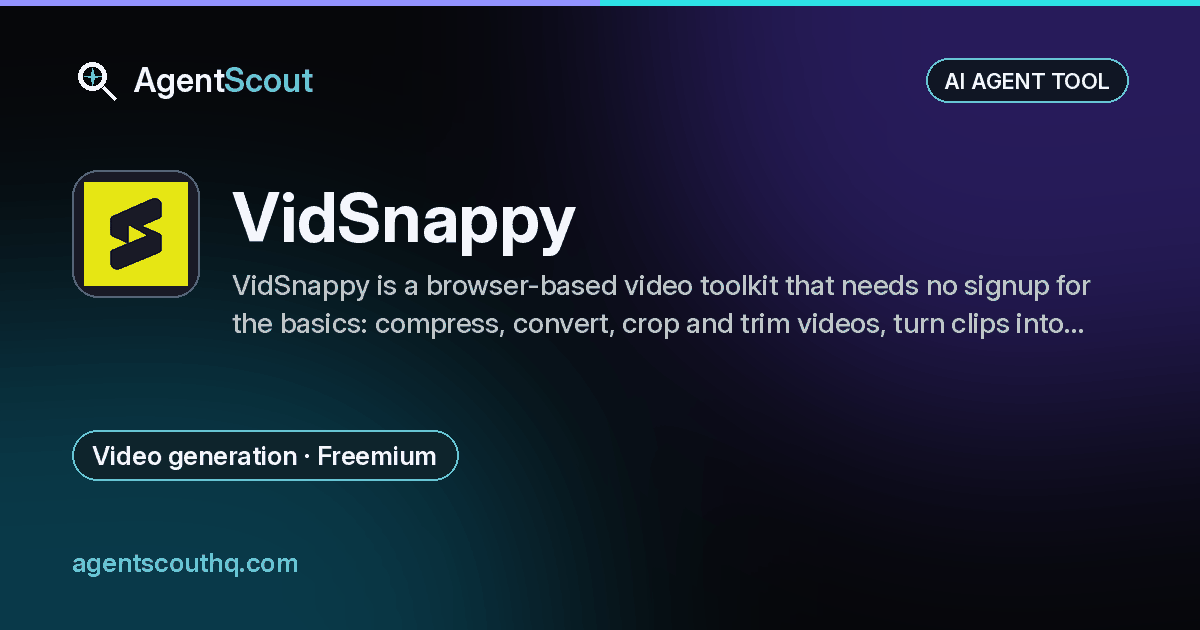 AgentScout
AI AGENT TOOL
VidSnappy
VidSnappy is a browser-based video toolkit that needs no signup for
the basics: compress, convert, crop and trim videos, turn clips into...
Video generation · Freemium
agentscouthq.com